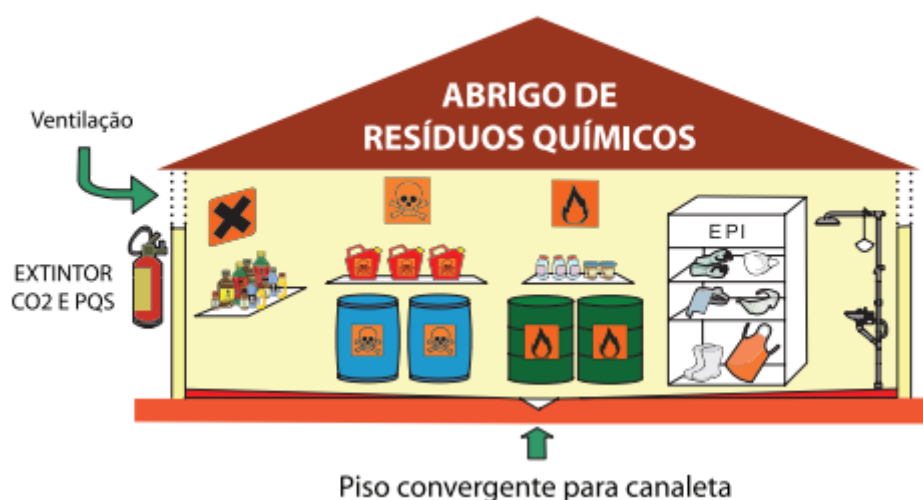 ABRIGO DE
RESÍDUOS QUÍMICOS
Ventilação
EPI
EXTINTOR
CO2 E PQS
Piso convergente para canaleta